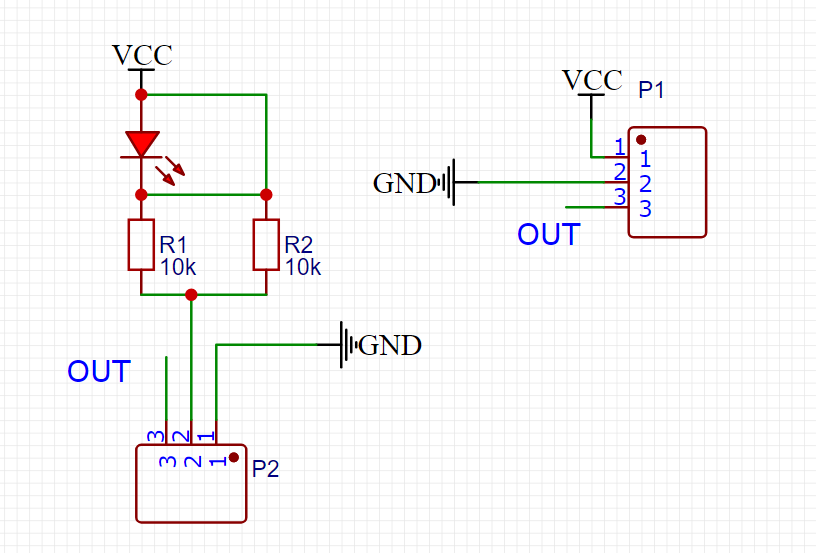 VCC
VCC
P1
1 1
2 2
3 3
GND
OUT
R1
10k
R2
10k
GND
OUT
3 2 1
3 2 1
P2